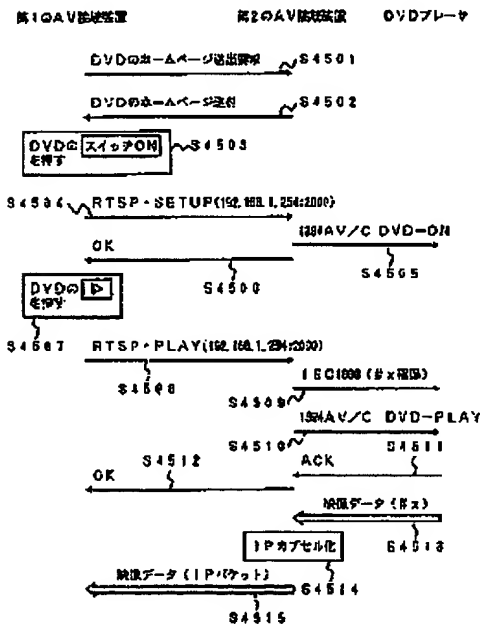 第1のAV接続装置 第2のAV接続装置 DVDプレーヤ
DVDのホームページ送出要求 S4501
DVDのホームページ送付 S4502
DVDの スイッチON
を押す
S4503
S4504 RTSP・SETUP(192.168.1.254:2000)
1394AV/C DVD-ON
OK
S4505
S4506
DVDの ▷
を押す
S4507 RTSP・PLAY(192.168.1.254:2000)
S4508
IEC1883(#x確保)
S4509
1394AV/C DVD-PLAY
S4510 S4511
S4512 ACK
OK
映像データ(#x)
IPカプセル化 S4513
映像データ(IPパケット) S4514
S4515